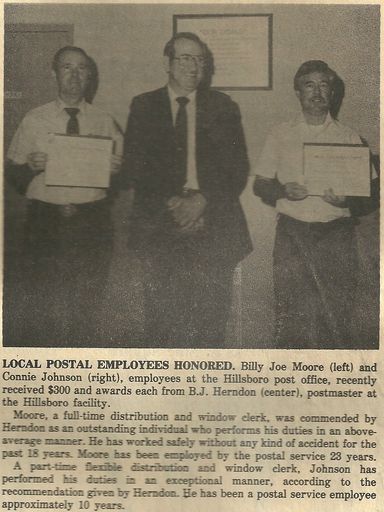 LOCAL POSTAL EMPLOYEES HONORED. Billy Joe Moore (left) and
Connie Johnson (right), employees at the Hillsboro post office, recently
received $300 and awards each from B.J. Herndon (center), postmaster at
the Hillsboro facility.
Moore, a full-time distribution and window clerk, was commended by
Herndon as an outstanding individual who performs his duties in an above-
average manner. He has worked safely without any kind of accident for the
past 18 years. Moore has been employed by the postal service 23 years.
A part-time flexible distribution and window clerk, Johnson has
performed his duties in an exceptional manner, according to the
recommendation given by Herndon. He has been a postal service employee
approximately 10 years.